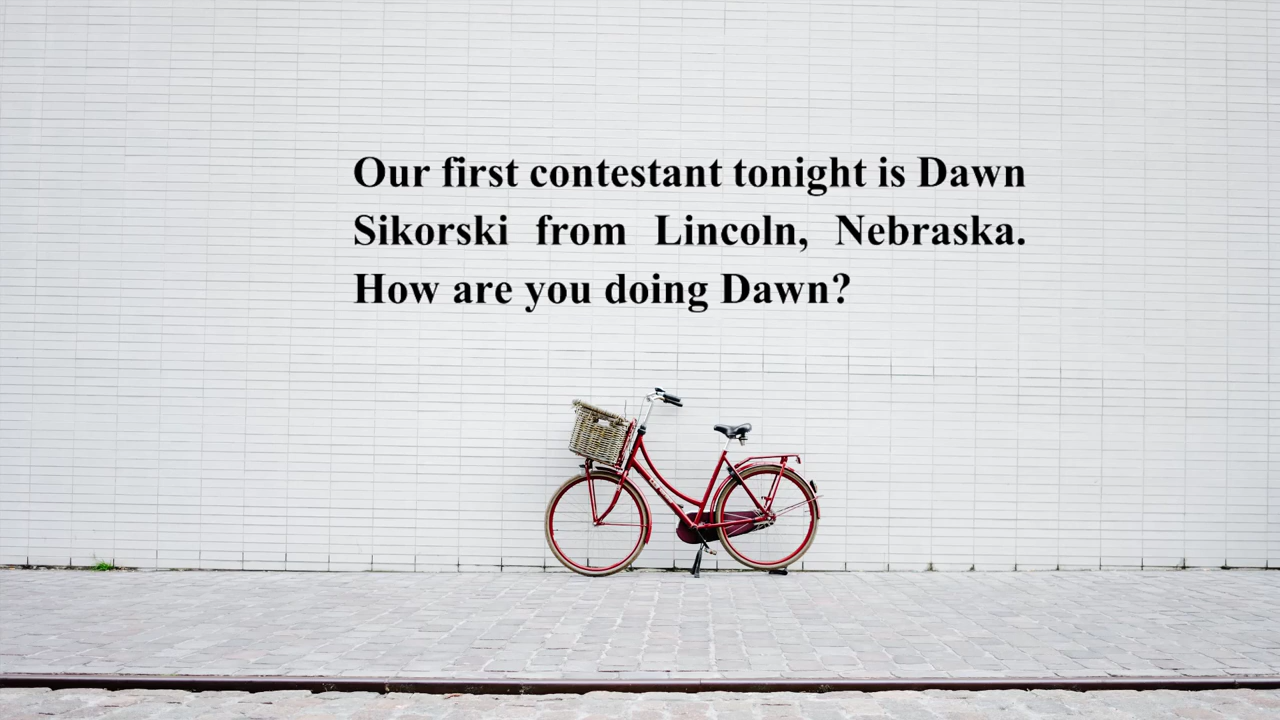 Our first contestant tonight is Dawn
Sikorski from Lincoln, Nebraska.
How are you doing Dawn?